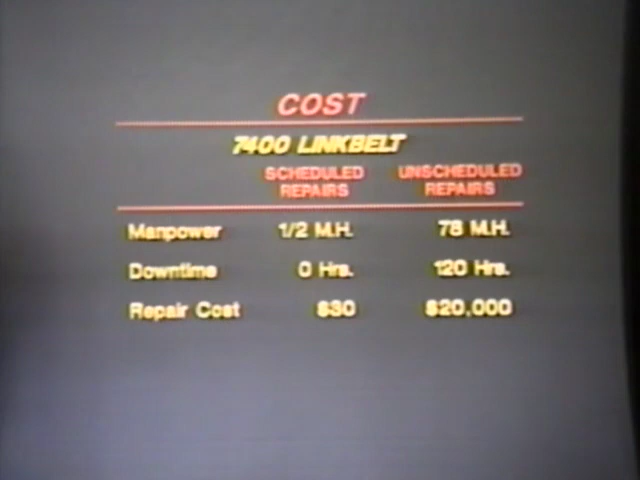 COST
7400 LINKBELT
SCHEDULED REPAIRS UNSCHEDULED REPAIRS
Manpower 1/2 M.H. 78 M.H.
Downtime 0 Hrs. 120 Hrs.
Repair Cost $30 $20,000